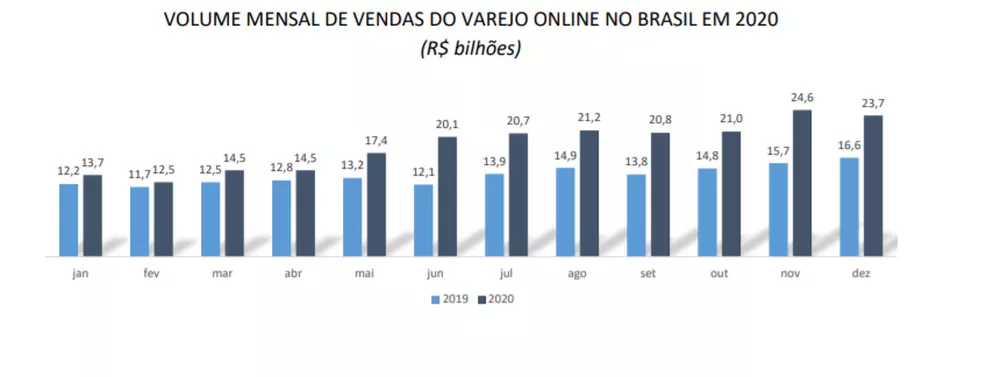 VOLUME MENSAL DE VENDAS DO VAREJO ONLINE NO BRASIL EM 2020
(R$ bilhões)
12,2 13,7 11,7 12,5 12,5 14,5 12,8 14,5 13,2 17,4 12,1 20,1 13,9 20,7 14,9 21,2 13,8 20,8 14,8 21,0 15,7 24,6 16,6 23,7
jan fev mar abr mai jun jul ago set out nov dez
2019 2020